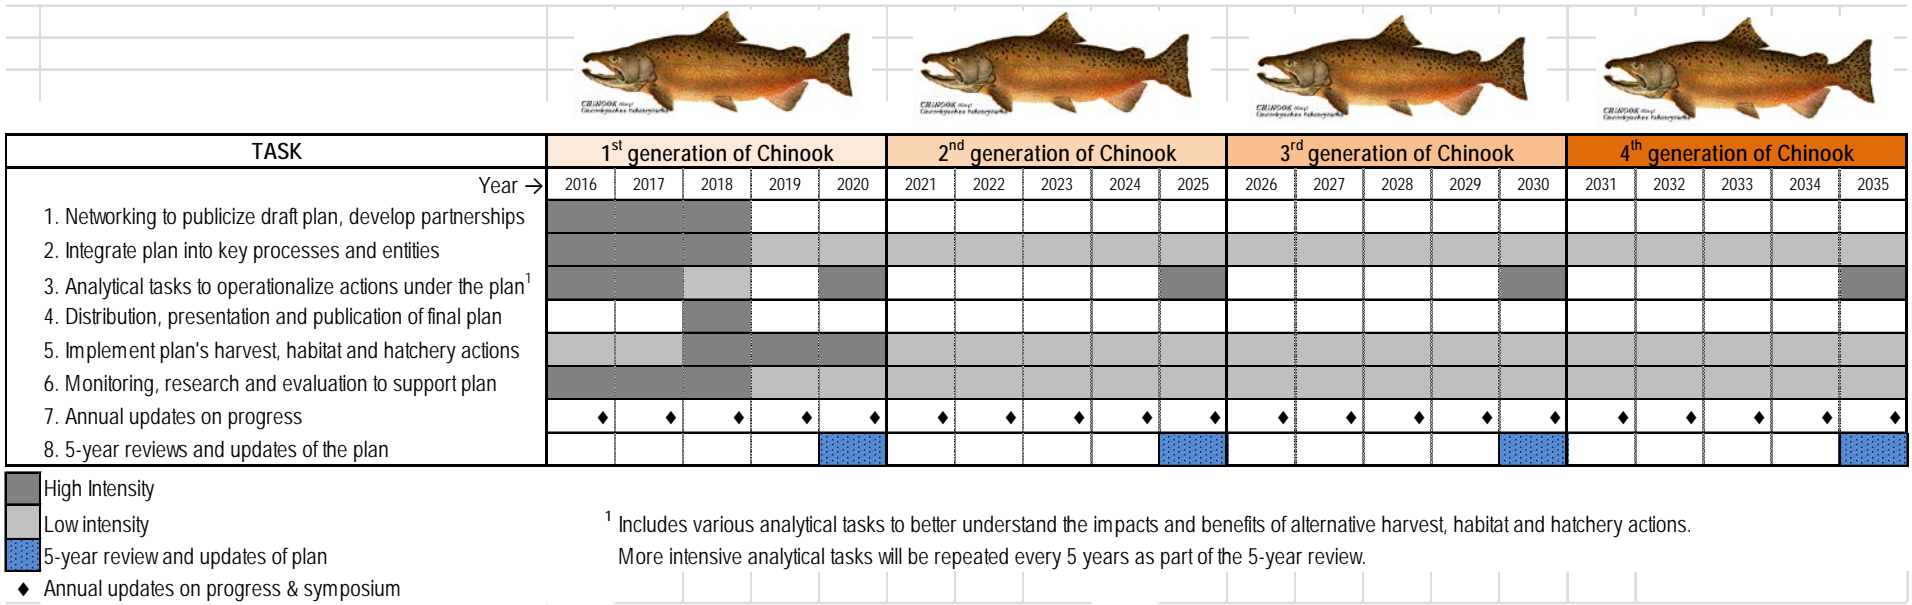 CHINOOK
CHINOOK
CHINOOK
CHINOOK
TASK 1st generation of Chinook 2nd generation of Chinook 3rd generation of Chinook 4th generation of Chinook
Year → 2016 2017 2018 2019 2020 2021 2022 2023 2024 2025 2026 2027 2028 2029 2030 2031 2032 2033 2034 2035
1. Networking to publicize draft plan, develop partnerships
2. Integrate plan into key processes and entities
3. Analytical tasks to operationalize actions under the plan1
4. Distribution, presentation and publication of final plan
5. Implement plan's harvest, habitat and hatchery actions
6. Monitoring, research and evaluation to support plan
7. Annual updates on progress
8. 5-year reviews and updates of the plan
High Intensity
Low intensity
5-year review and updates of plan
Annual updates on progress & symposium
1 Includes various analytical tasks to better understand the impacts and benefits of alternative harvest, habitat and hatchery actions.
More intensive analytical tasks will be repeated every 5 years as part of the 5-year review.